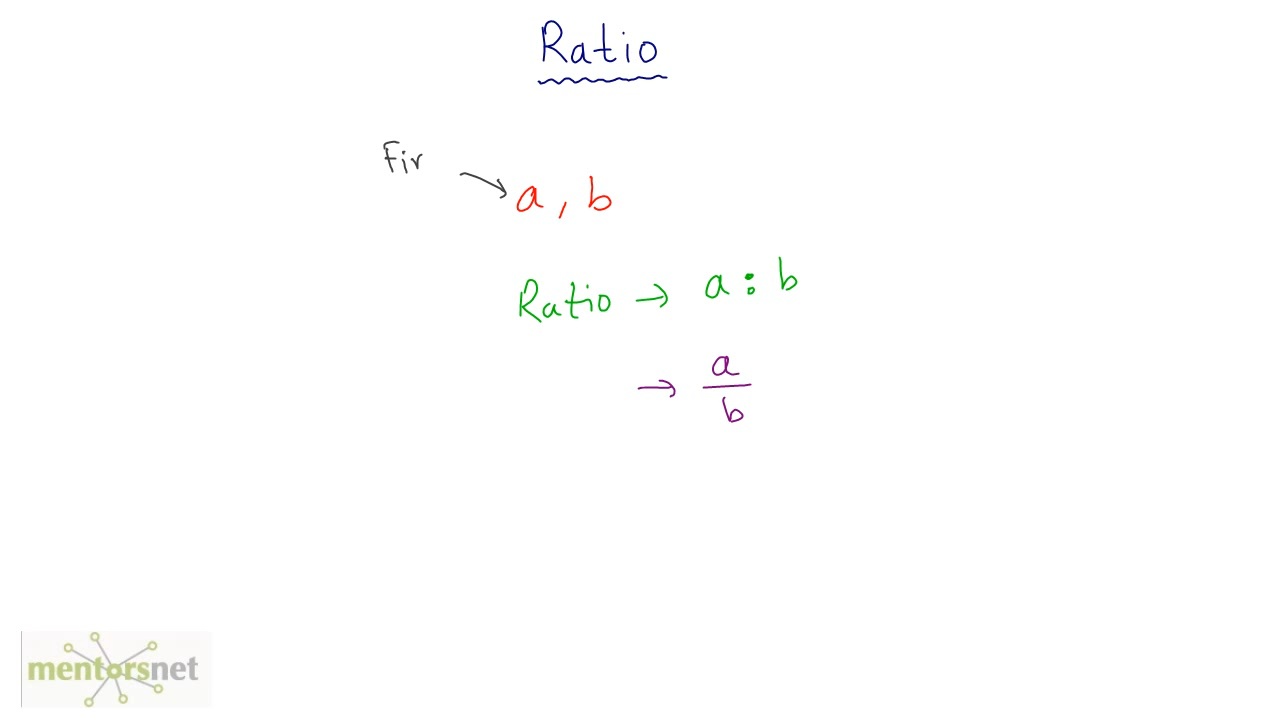 Ratio
Fir
a, b
Ratio → a : b
→ a/b
mentorsnet